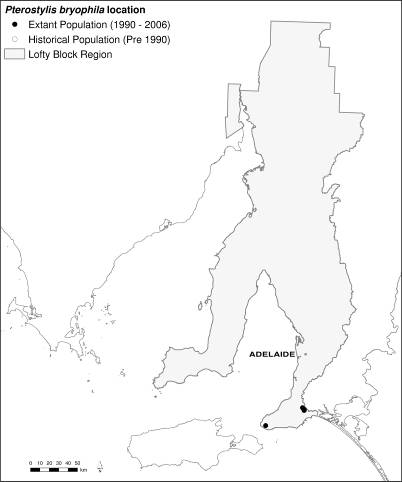 Pterostylis bryophila location
Extant Population (1990 - 2006)
Historical Population (Pre 1990)
Lofty Block Region
ADELAIDE
0 10 20 30 40 50
km